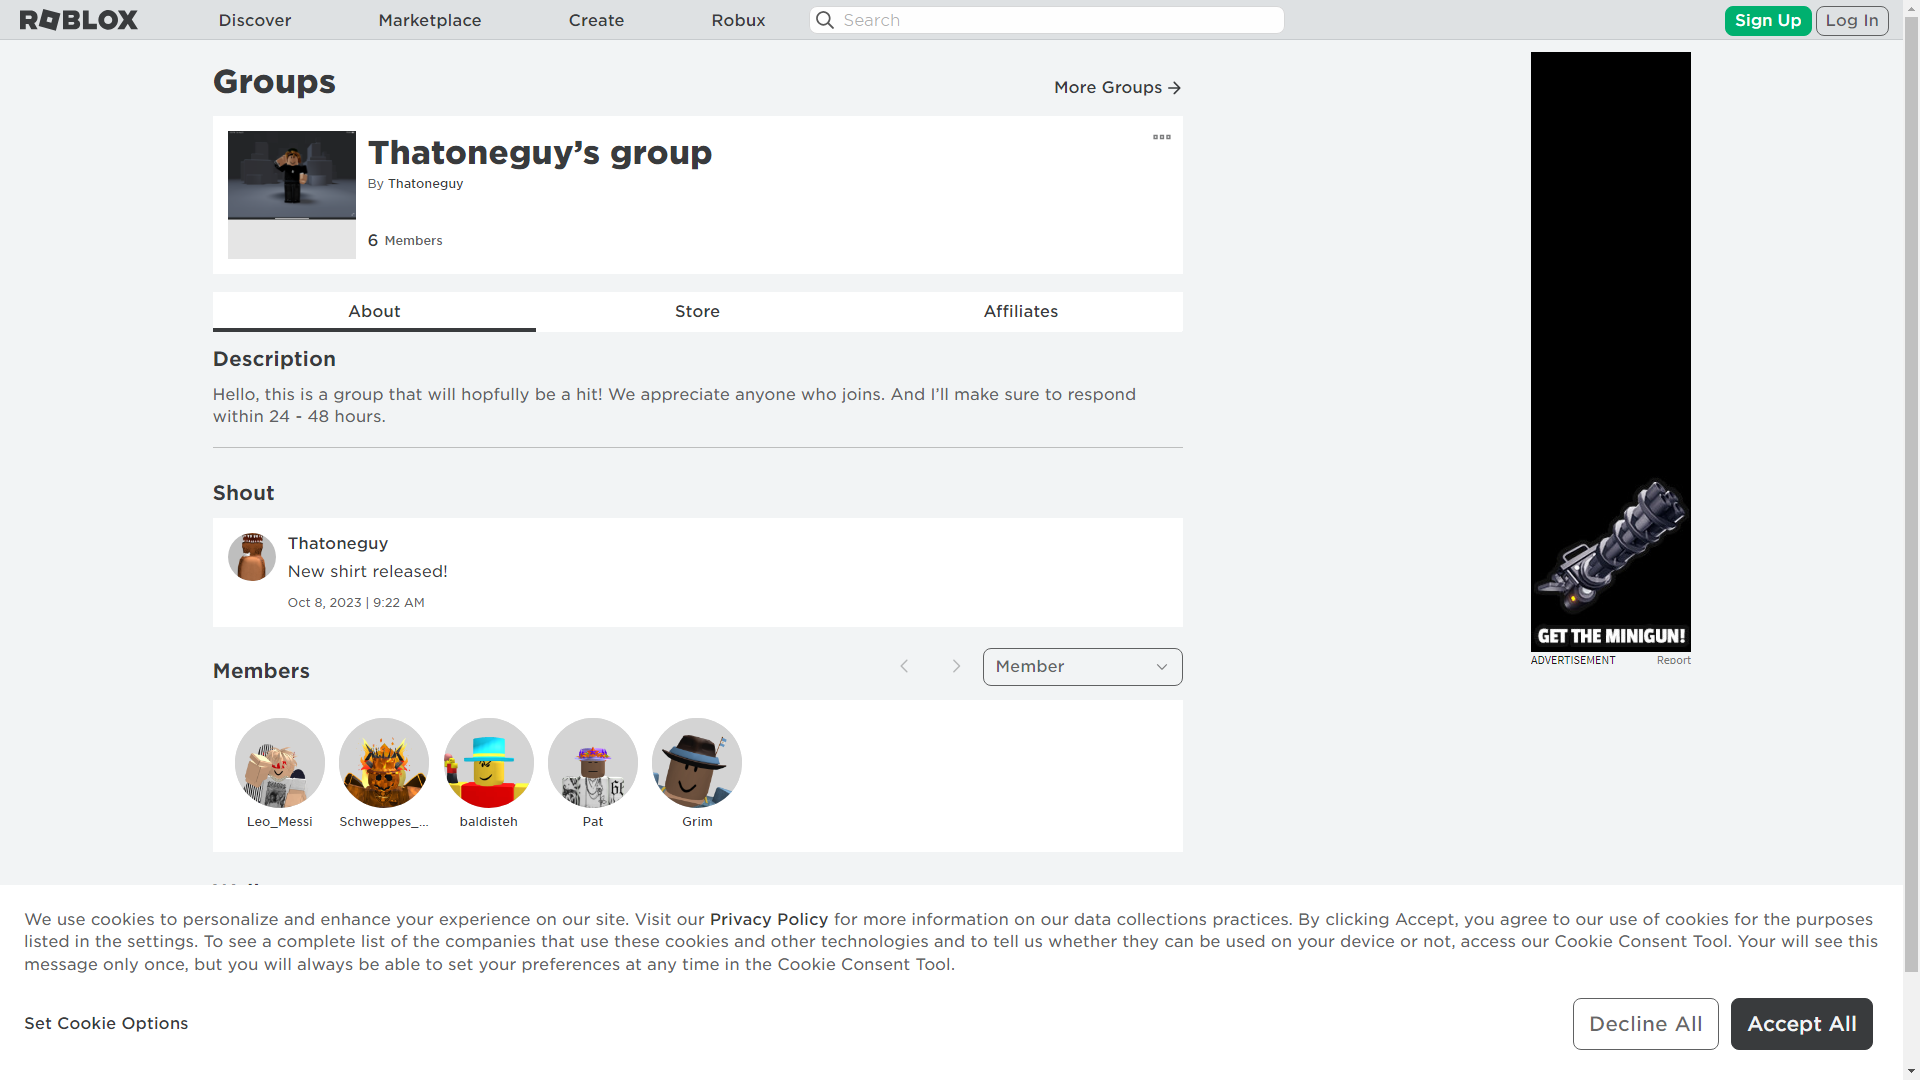 ROBLOX Discover Marketplace Create Robux Search Sign Up Log In
Groups More Groups
Thatoneguy’s group
By Thatoneguy
6 Members
About Store Affiliates
Description
Hello, this is a group that will hopfully be a hit! We appreciate anyone who joins. And I’ll make sure to respond
within 24 - 48 hours.
Shout
Thatoneguy
New shirt released!
Oct 8, 2023 | 9:22 AM
Members Member
Leo_Messi Schweppes_... baldisteh Pat Grim
GET THE MINIGUN!
ADVERTISEMENT Report
We use cookies to personalize and enhance your experience on our site. Visit our Privacy Policy for more information on our data collections practices. By clicking Accept, you agree to our use of cookies for the purposes
listed in the settings. To see a complete list of the companies that use these cookies and other technologies and to tell us whether they can be used on your device or not, access our Cookie Consent Tool. Your will see this
message only once, but you will always be able to set your preferences at any time in the Cookie Consent Tool.
Set Cookie Options Decline All Accept All